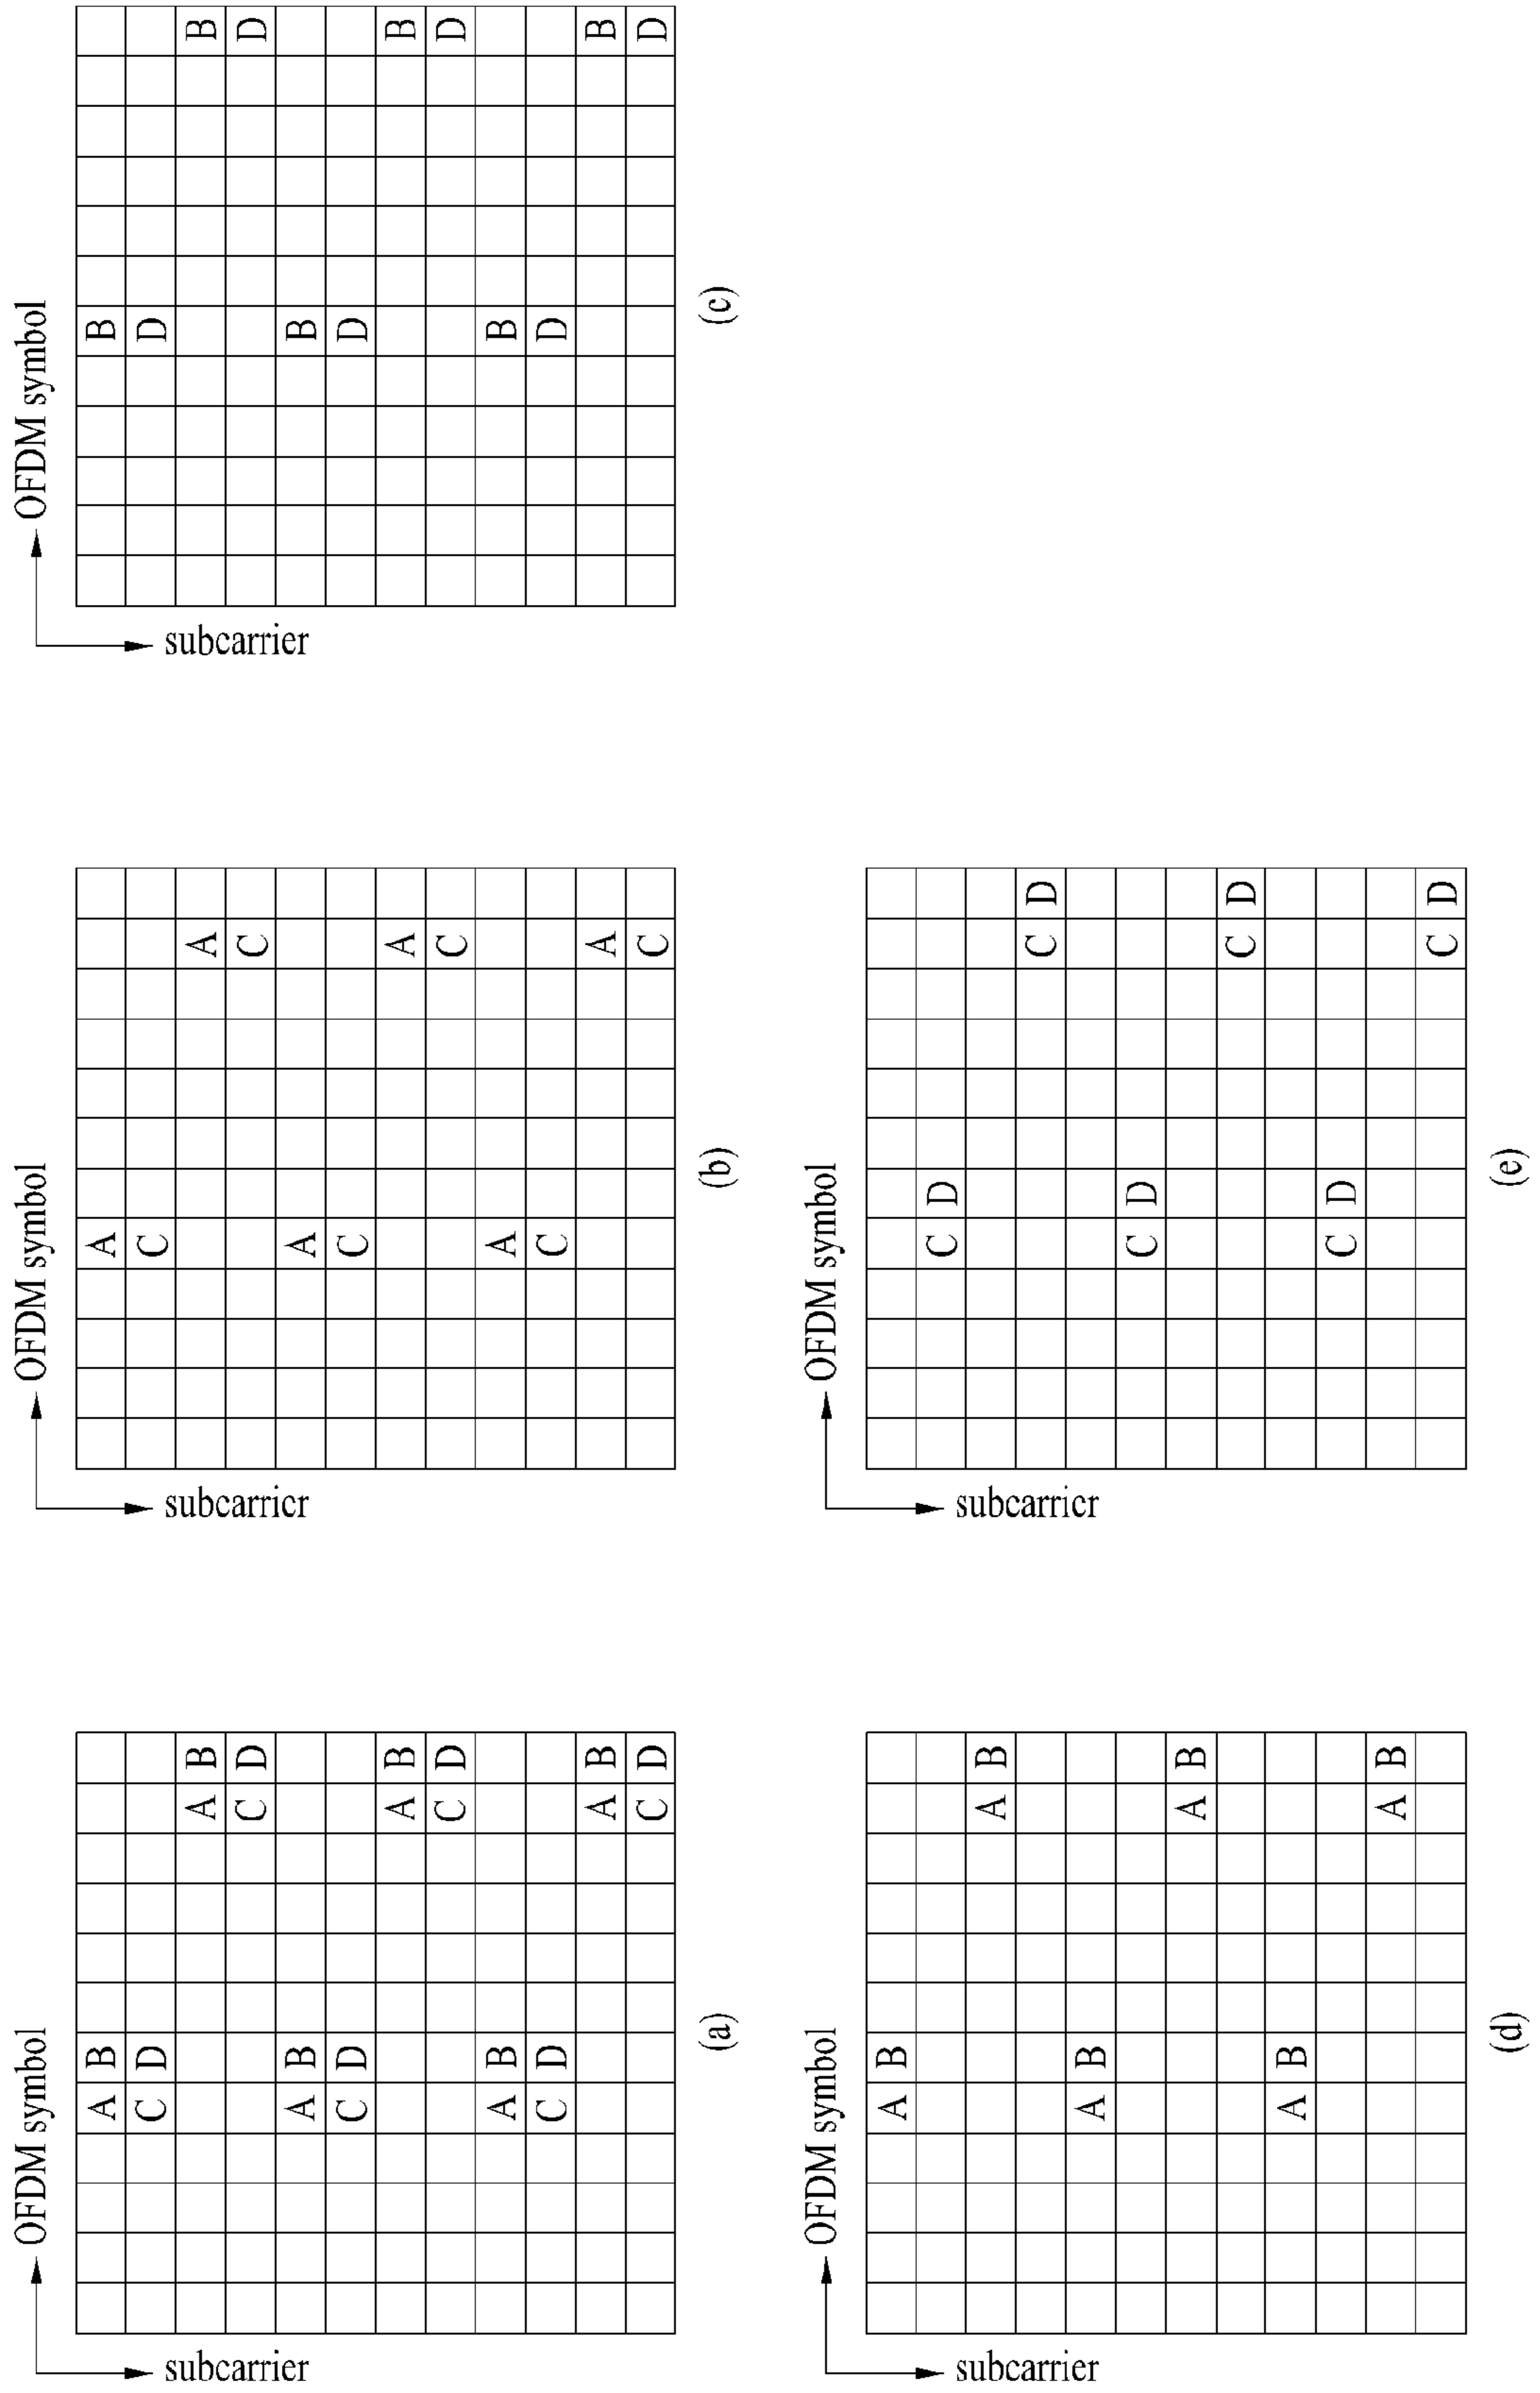 OFDM symbol
subcarrier
A B
C D
A B
C D
A B
C D
A B
C D
A B
C D
A B
C D
(a)
OFDM symbol
subcarrier
A
C
A
C
A
C
A
C
A
C
A
C
(b)
OFDM symbol
subcarrier
B
D
B
D
B
D
B
D
B
D
B
D
(c)
OFDM symbol
subcarrier
A B
A B
A B
A B
A B
A B
(d)
OFDM symbol
subcarrier
C D
C D
C D
C D
C D
C D
(e)